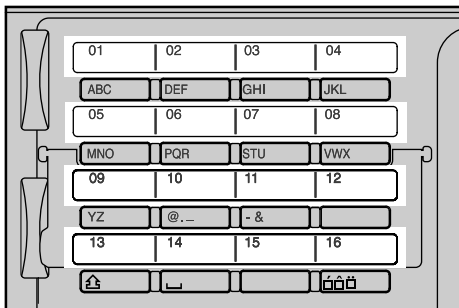 01 02 03 04
ABC DEF GHI JKL
05 06 07 08
MNO PQR STU VWX
09 10 11 12
YZ @._ - &
13 14 15 16
óôö